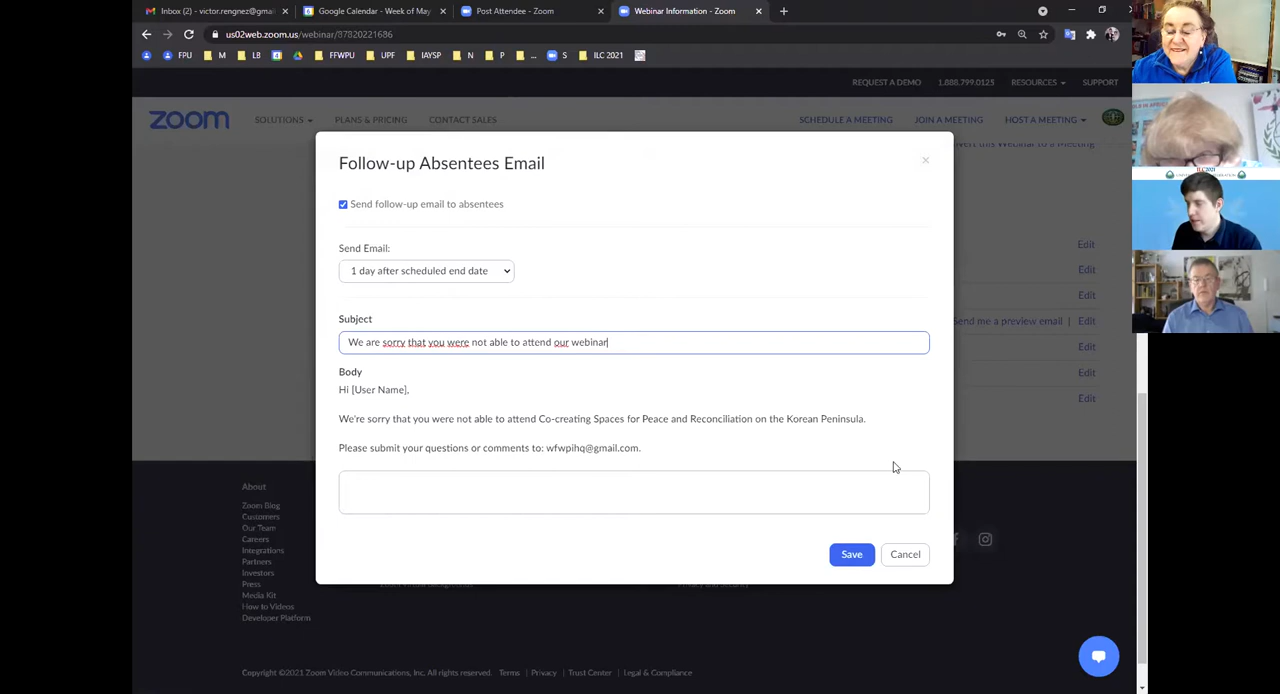 Inbox (2) - victor.rengnez@gmai
Google Calendar - Week of May
Post Attendee - Zoom
Webinar Information - Zoom
us02web.zoom.us/webinar/87820221686
FPU
M
LB
FFWPU
UPF
IAYSP
N
P
...
S
ILC 2021
REQUEST A DEMO
1.888.799.0125
RESOURCES
SUPPORT
zoom
SOLUTIONS
PLANS & PRICING
CONTACT SALES
SCHEDULE A MEETING
JOIN A MEETING
HOST A MEETING
vert this Webinar to a Meeting
Follow-up Absentees Email
Send follow-up email to absentees
Send Email:
1 day after scheduled end date
Subject
We are sorry that you were not able to attend our webinar
Body
Hi [User Name],
We're sorry that you were not able to attend Co-creating Spaces for Peace and Reconciliation on the Korean Peninsula.
Please submit your questions or comments to: wfwpihq@gmail.com.
Save
Cancel
Edit
Edit
Edit
Send me a preview email | Edit
Edit
Edit
Edit
About
Zoom Blog
Customers
Our Team
Careers
Integrations
Partners
Investors
Press
Media Kit
How to Videos
Developer Platform
Copyright ©2021 Zoom Video Communications, Inc. All rights reserved. Terms | Privacy | Trust Center | Legal & Compliance
ILC2021